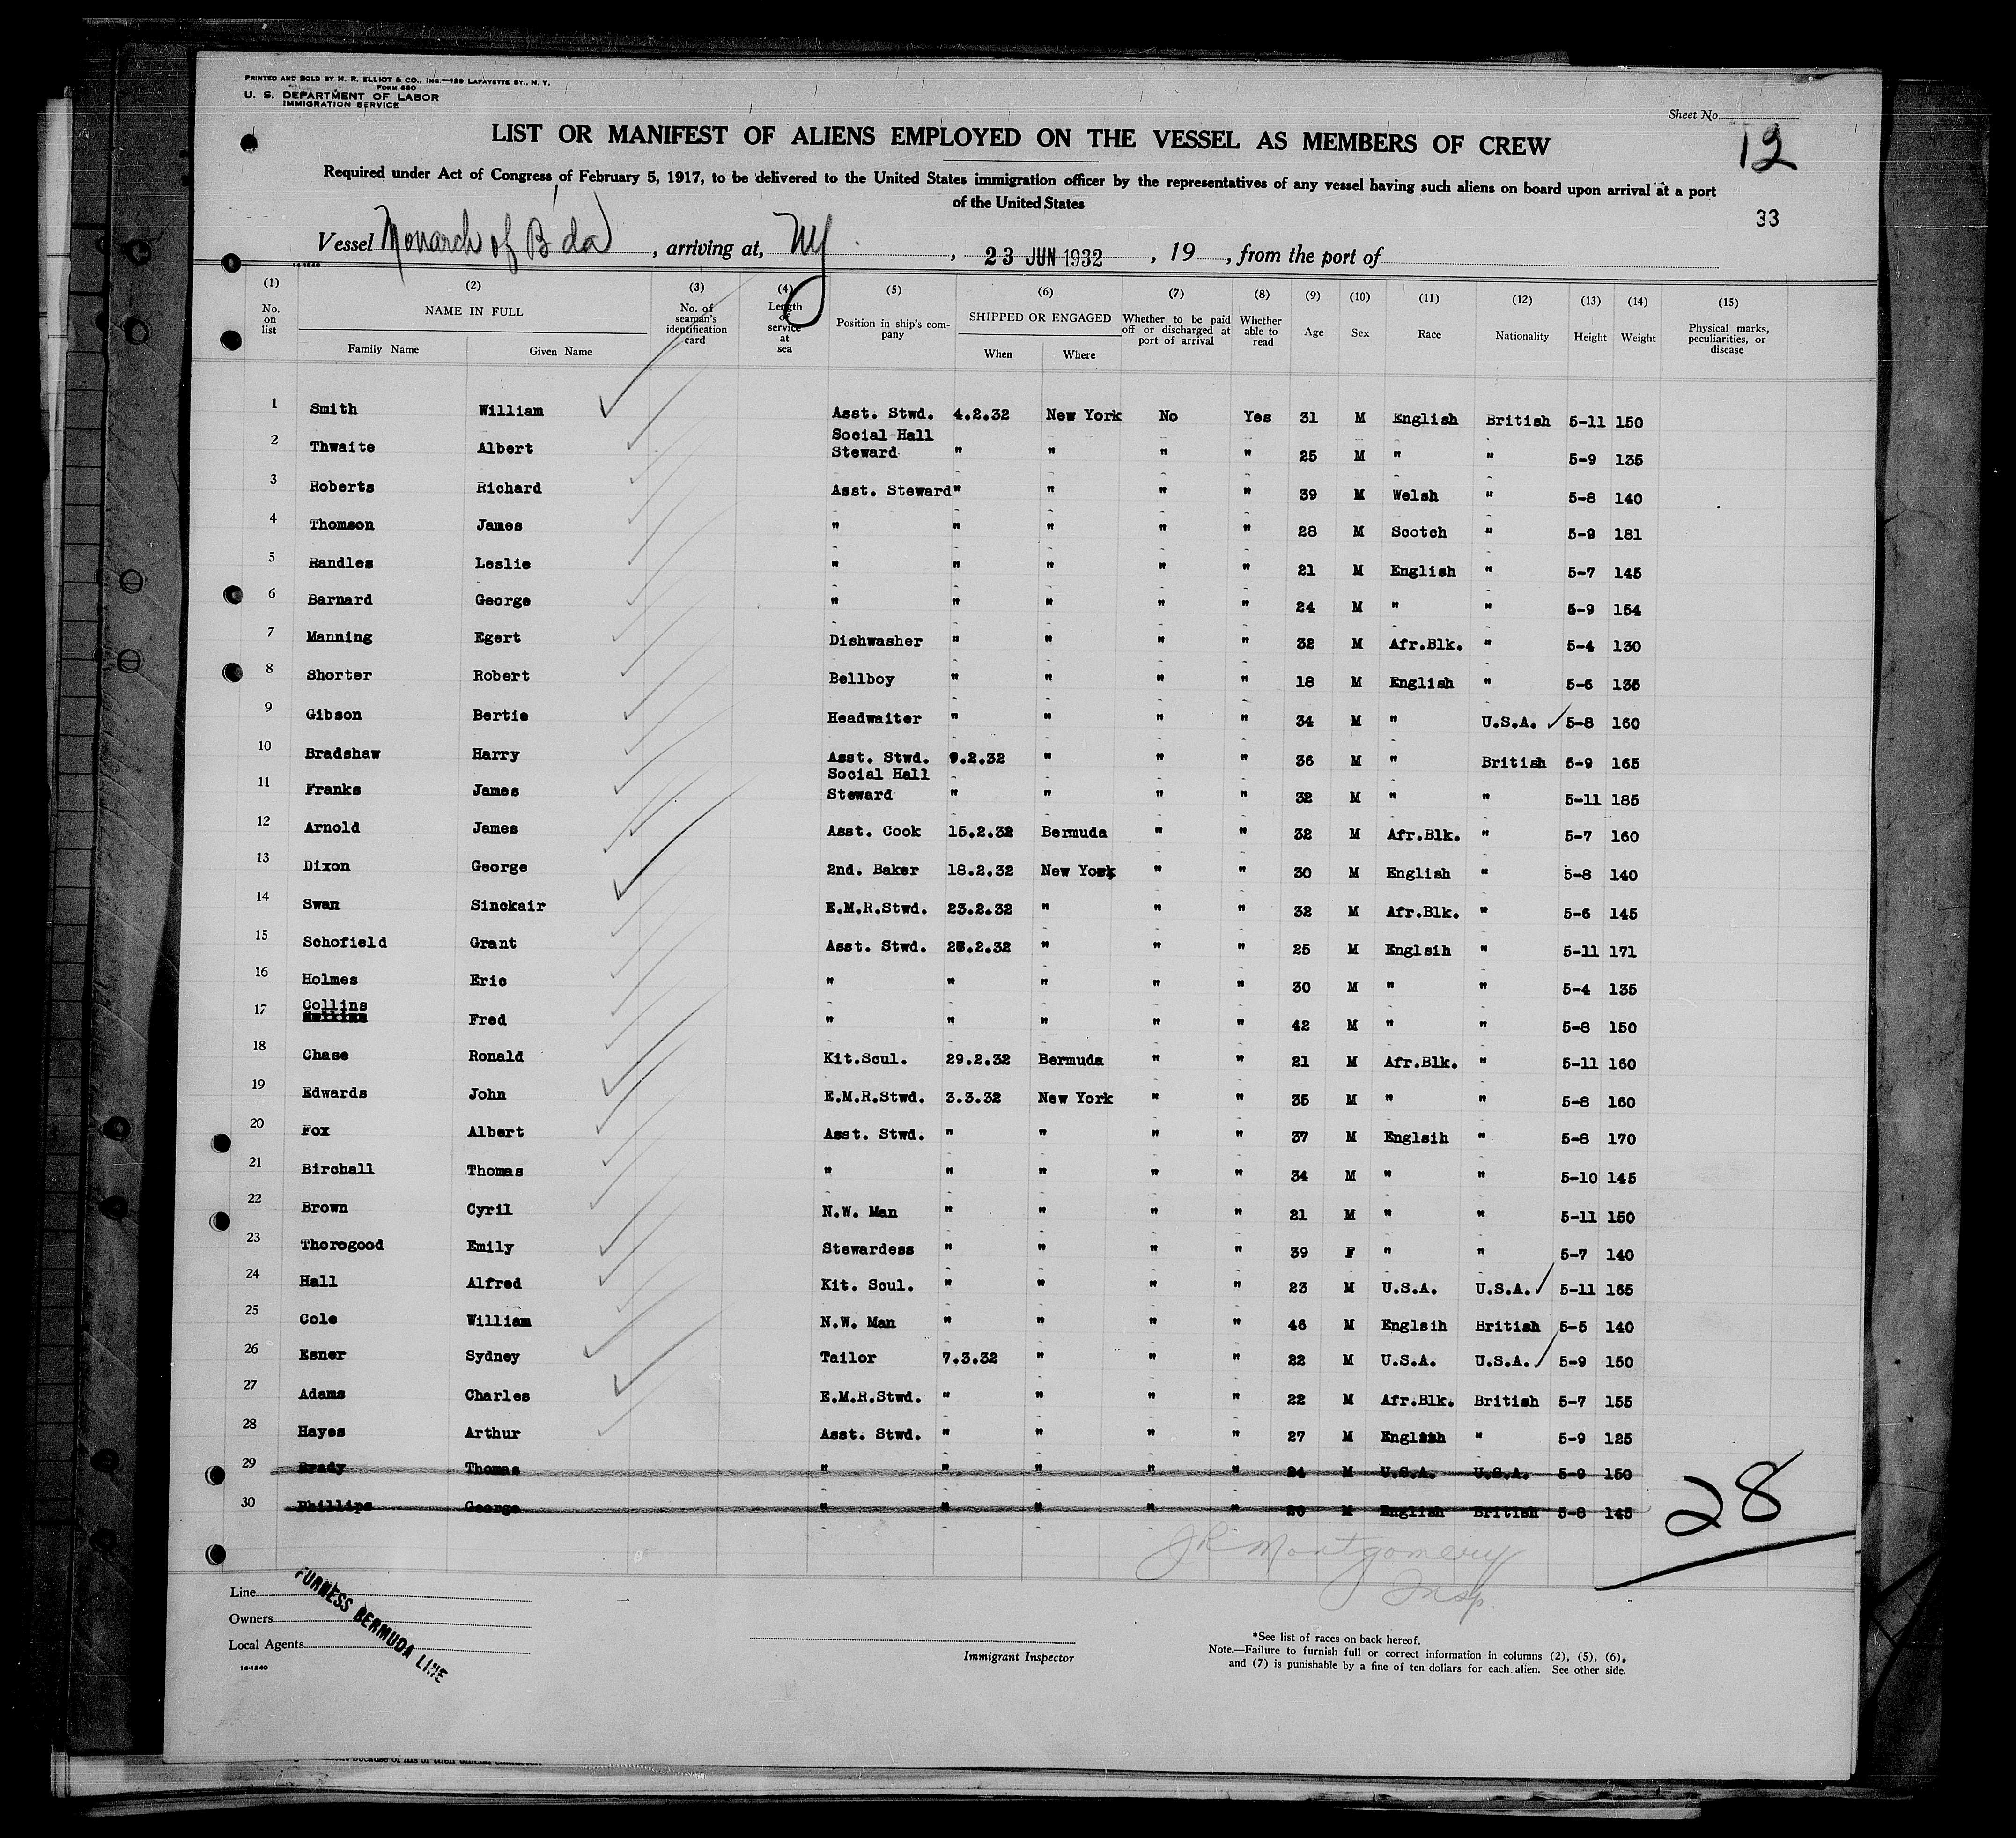 PRINTED AND SOLD BY H. R. ELLIOT & CO., INC.—129 LAFAYETTE ST., N. Y.
FORM 680
U. S. DEPARTMENT OF LABOR
IMMIGRATION SERVICE
Sheet No.
12
LIST OR MANIFEST OF ALIENS EMPLOYED ON THE VESSEL AS MEMBERS OF CREW
Required under Act of Congress of February 5, 1917, to be delivered to the United States immigration officer by the representatives of any vessel having such aliens on board upon arrival at a port
of the United States
33
Vessel Monarch of B'da, arriving at, NY., 23 JUN 1932, 19, from the port of
14-1240
(1) No. on list (2) NAME IN FULL Family Name Given Name (3) No. of seaman's identification card (4) Length of service at sea (5) Position in ship's company (6) SHIPPED OR ENGAGED When Where (7) Whether to be paid off or discharged at port of arrival (8) Whether able to read (9) Age (10) Sex (11) Race (12) Nationality (13) Height (14) Weight (15) Physical marks, peculiarities, or disease
1 Smith William Asst. Stwd. 4.2.32 New York No Yes 31 M English British 5-11 150
2 Thwaite Albert Social Hall Steward " " " " 25 M " " 5-9 135
3 Roberts Richard Asst. Steward " " " " 39 M Welsh " 5-8 140
4 Thomson James " " " " " 28 M Scotch " 5-9 181
5 Randles Leslie " " " " " 21 M English " 5-7 145
6 Barnard George " " " " " 24 M " " 5-9 154
7 Manning Egert Dishwasher " " " " 32 M Afr.Blk. " 5-4 130
8 Shorter Robert Bellboy " " " " 18 M English " 5-6 135
9 Gibson Bertie Headwaiter " " " " 34 M " U.S.A. 5-8 160
10 Bradshaw Harry Asst. Stwd. .2.32 " " " 36 M " British 5-9 165
11 Franks James Social Hall Steward " " " " 32 M " " 5-11 185
12 Arnold James Asst. Cook 15.2.32 Bermuda " " 32 M Afr.Blk. " 5-7 160
13 Dixon George 2nd. Baker 18.2.32 New York " " 30 M English " 5-8 140
14 Swan Sinckair E.M.R.Stwd. 23.2.32 " " " 32 M Afr.Blk. " 5-6 145
15 Schofield Grant Asst. Stwd. " " " 25 M Englsih " 5-11 171
16 Holmes Eric " " " " " 30 M " " 5-4 135
17 Collins Fred " " " " " 42 M " " 5-8 150
18 Chase Ronald Kit.Scul. 29.2.32 Bermuda " " 21 M Afr.Blk. " 5-11 160
19 Edwards John E.M.R.Stwd. 3.3.32 New York " " 35 M " " 5-8 160
20 Fox Albert Asst. Stwd. " " " " 37 M Englsih " 5-8 170
21 Birchall Thomas " " " " " 34 M " " 5-10 145
22 Brown Cyril N.W. Man " " " " 21 M " " 5-11 150
23 Thorogood Emily Stewardess " " " " 39 F " " 5-7 140
24 Hall Alfred Kit. Scul. " " " " 23 M U.S.A. U.S.A. 5-11 165
25 Cole William N.W. Man " " " " 46 M Englsih British 5-5 140
26 Esner Sydney Tailor 7.3.32 " " " 22 M U.S.A. U.S.A. 5-9 150
27 Adams Charles E.M.R.Stwd. " " " " 22 M Afr.Blk. British 5-7 155
28 Hayes Arthur Asst. Stwd. " " " " 27 M English " 5-9 125
29 Brady Thomas " " " " " 24 M U.S.A. U.S.A. 5-9 150
30 Phillips George " " " " " 26 M English British 5-8 145
28
JR Montgomery
Insp.
Line
Owners
Local Agents
FURNESS BERMUDA LINE
14-1240
Immigrant Inspector
*See list of races on back hereof.
Note.—Failure to furnish full or correct information in columns (2), (5), (6),
and (7) is punishable by a fine of ten dollars for each alien. See other side.